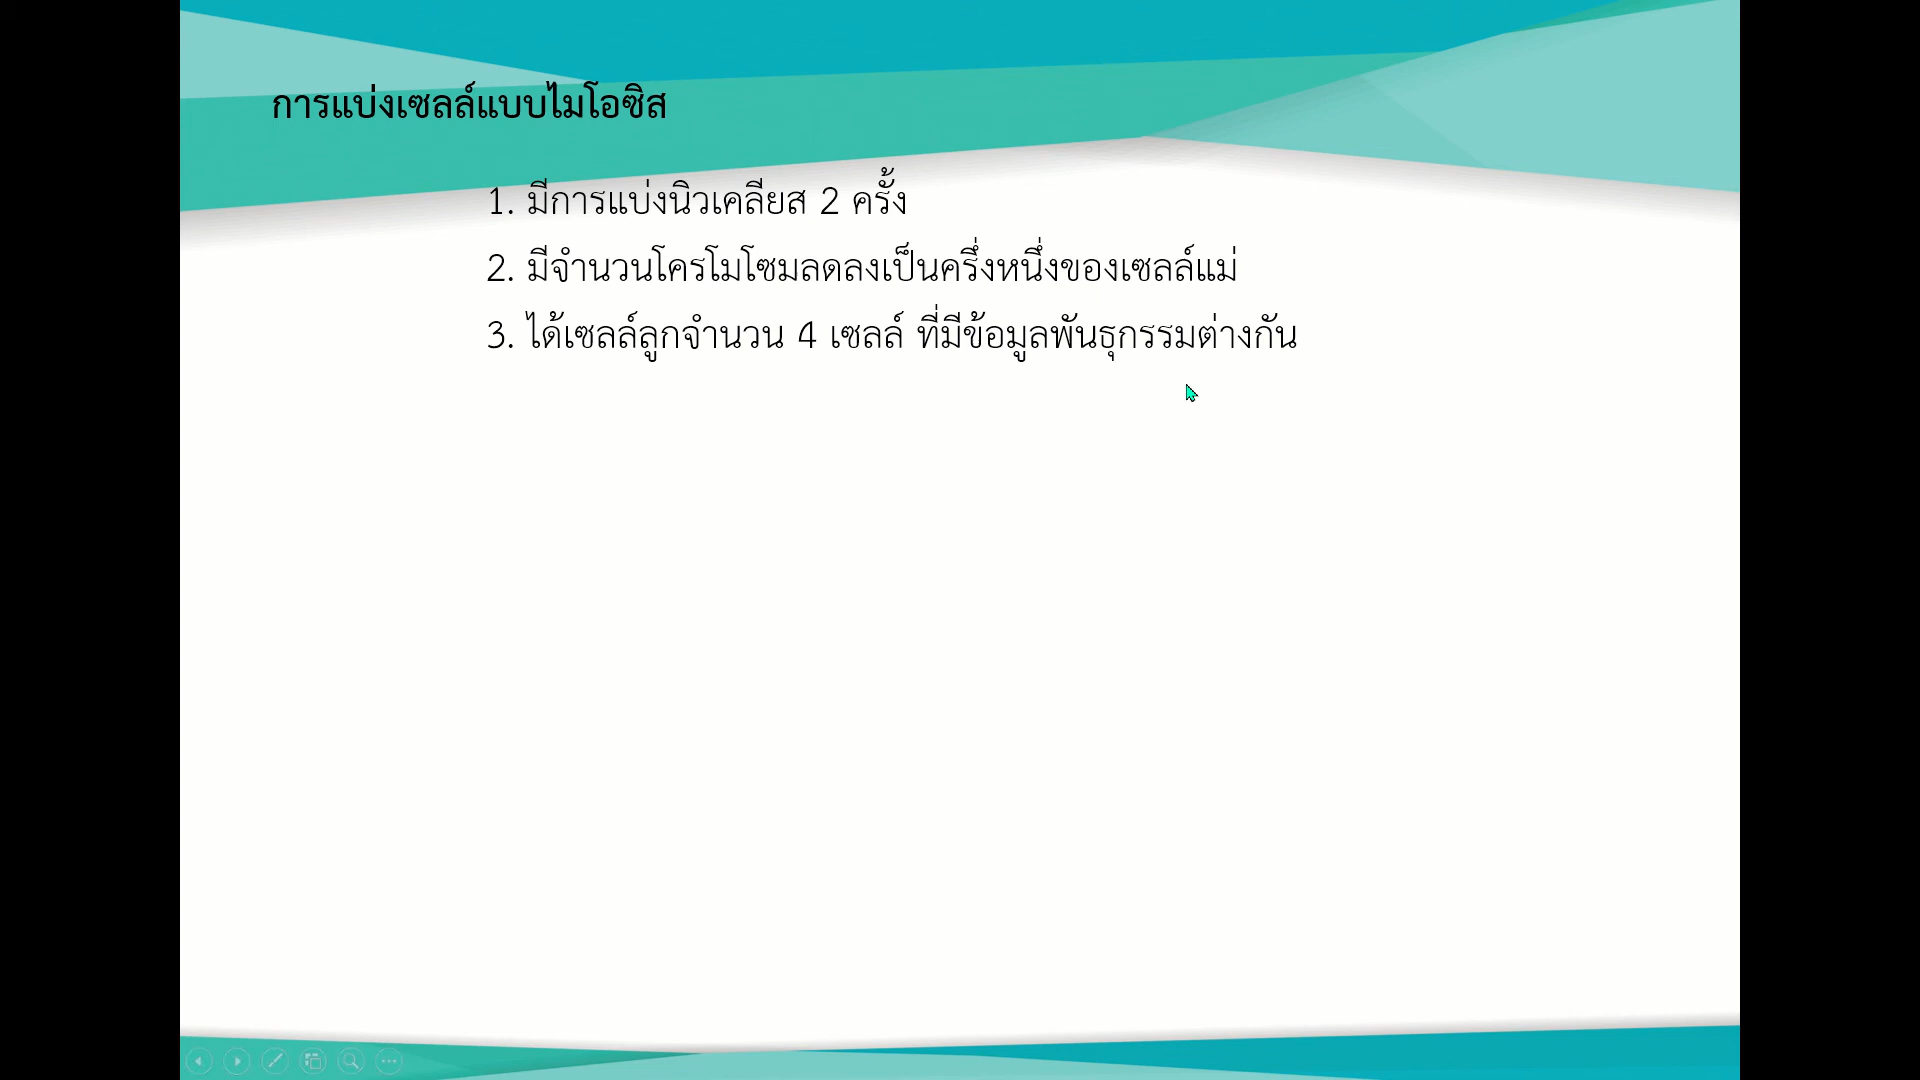 การแบ่งเซลล์แบบไมโอซิส
1. มีการแบ่งนิวเคลียส 2 ครั้ง
2. มีจำนวนโครโมโซมลดลงเป็นครึ่งหนึ่งของเซลล์แม่
3. ได้เซลล์ลูกจำนวน 4 เซลล์ ที่มีข้อมูลพันธุกรรมต่างกัน